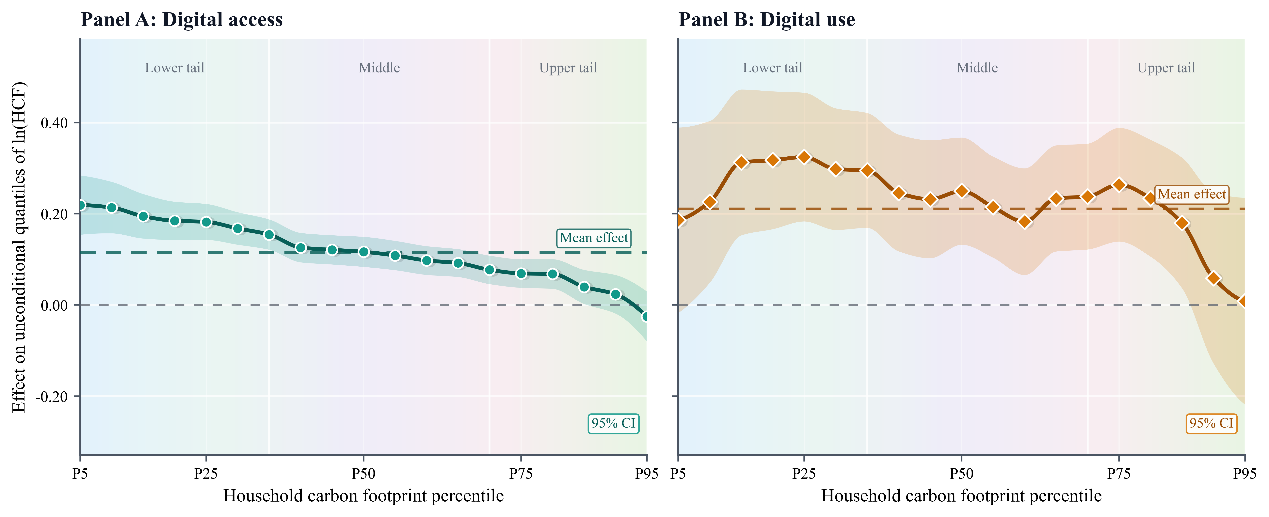 Panel A: Digital access
Panel B: Digital use
Effect on unconditional quantiles of ln(HCF)
0.40
0.20
0.00
-0.20
Lower tail
Middle
Upper tail
Mean effect
95% CI
P5
P25
P50
P75
P95
Household carbon footprint percentile
Lower tail
Middle
Upper tail
Mean effect
95% CI
P5
P25
P50
P75
P95
Household carbon footprint percentile